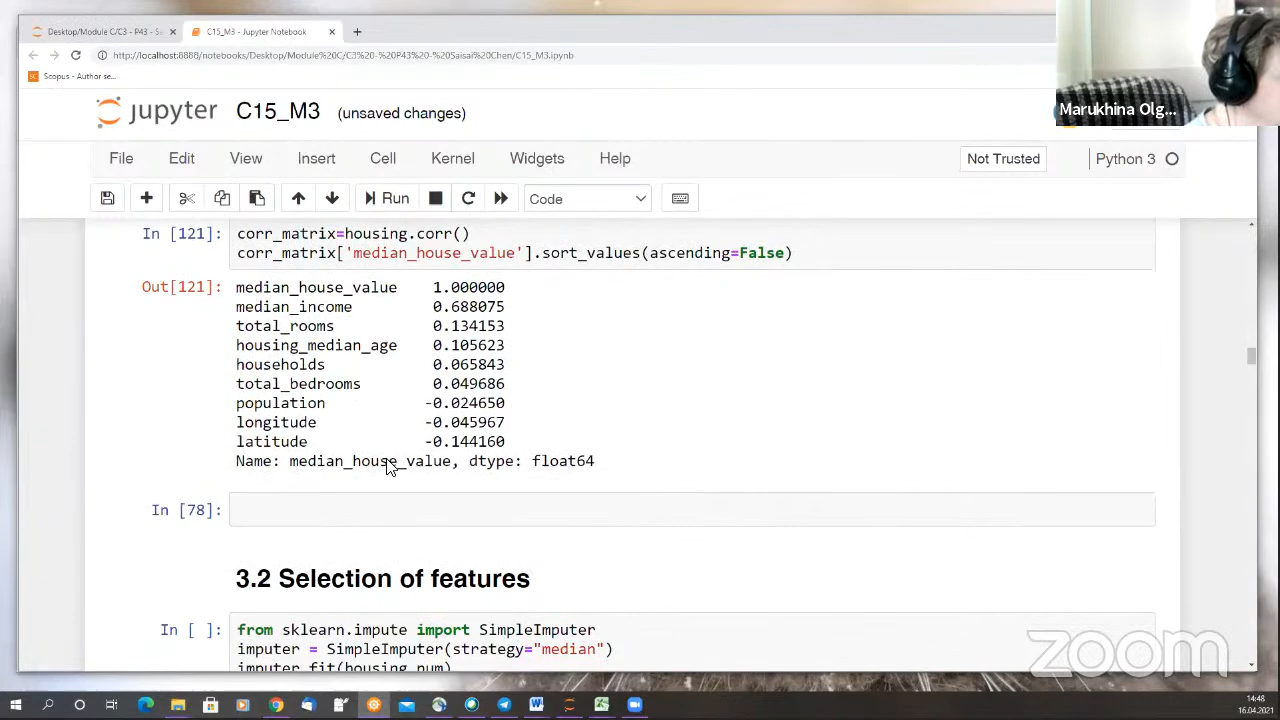 Desktop/Module C/C3 - P43 - S
C15_M3 - Jupyter Notebook
http://localhost:8888/notebooks/Desktop/Module%20C/C3%20-%20P43%20-%20Saisai%20Chen/C15_M3.ipynb
Scopus - Author se...
Marukhina Olg...
jupyter C15_M3 (unsaved changes)
File Edit View Insert Cell Kernel Widgets Help Not Trusted Python 3
Run Code
In [121]: corr_matrix=housing.corr()
corr_matrix['median_house_value'].sort_values(ascending=False)
Out[121]: median_house_value 1.000000
median_income 0.688075
total_rooms 0.134153
housing_median_age 0.105623
households 0.065843
total_bedrooms 0.049686
population -0.024650
longitude -0.045967
latitude -0.144160
Name: median_house_value, dtype: float64
In [78]:
3.2 Selection of features
In [ ]: from sklearn.impute import SimpleImputer
imputer = SimpleImputer(strategy="median")
imputer.fit(housing_num)
zoom
14:48
16.04.2021